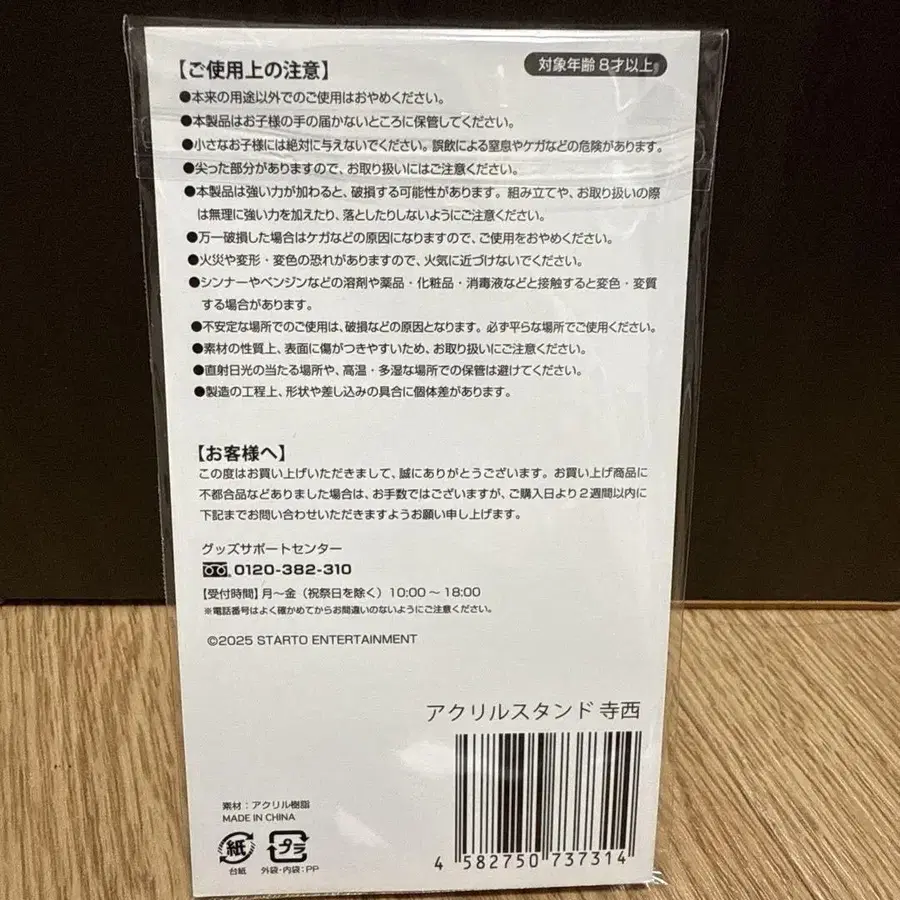 【ご使用上の注意】
対象年齢 8才以上
●本来の用途以外でのご使用はおやめください。
●本製品はお子様の手の届かないところに保管してください。
●小さなお子様には絶対に与えないでください。誤飲による窒息やケガなどの危険があります。
●尖った部分がありますので、お取り扱いにはご注意ください。
●本製品は強い力が加わると、破損する可能性があります。組み立てや、お取り扱いの際
は無理に強い力を加えたり、落としたりしないようにご注意ください。
●万一破損した場合はケガなどの原因になりますので、ご使用をおやめください。
●火災や変形・変色の恐れがありますので、火気に近づけないでください。
●シンナーやベンジンなどの溶剤や薬品・化粧品・消毒液などと接触すると変色・変質
する場合があります。
●不安定な場所でのご使用は、破損などの原因となります。必ず平らな場所でご使用ください。
●素材の性質上、表面に傷がつきやすいため、お取り扱いにご注意ください。
●直射日光の当たる場所や、高温・多湿な場所での保管は避けてください。
●製造の工程上、形状や差し込みの具合に個体差があります。
【お客様へ】
この度はお買い上げいただきまして、誠にありがとうございます。お買い上げ商品に
不都合品などありました場合は、お手数ではございますが、ご購入日より2週間以内に
下記までお問い合わせいただきますようお願い申し上げます。
グッズサポートセンター
0120-382-310
【受付時間】月～金（祝祭日を除く）10:00～18:00
※電話番号はよく確かめてからお間違いのないようにご注意ください。
©2025 STARTO ENTERTAINMENT
アクリルスタンド 寺西
素材：アクリル樹脂
MADE IN CHINA
紙
台紙
プラ
外袋・内袋：PP
4 582750 737314